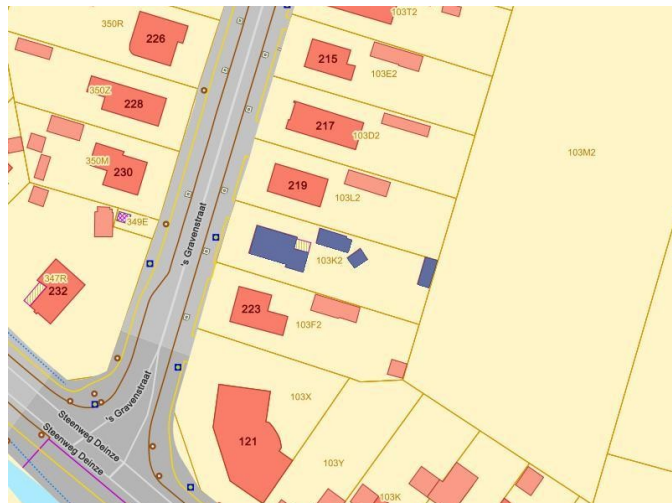 103T2
350R
226
215
103E2
350Z
228
217
103D2
103M2
350M
230
219
103L2
349E
's Gravenstraat
103K2
347R
232
223
103F2
's Gravenstraat
103X
Steenweg Deinze
121
Steenweg Deinze
103Y
103K